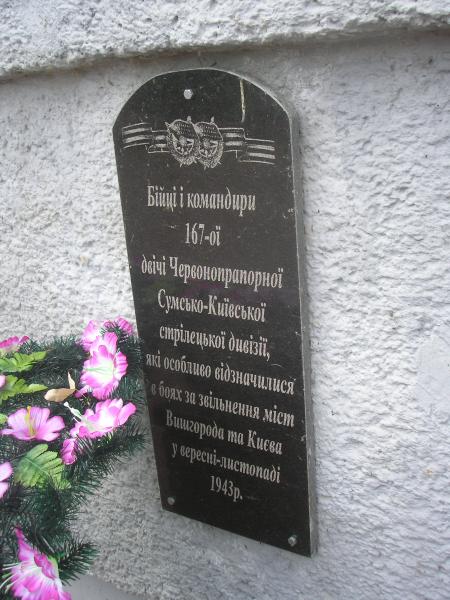 Бійці і командири
167-ої
двічі Червонопрапорної
Сумсько-Київської
стрілецької дивізії,
які особливо відзначилися
в боях за звільнення міст
Вишгорода та Києва
у вересні-листопаді
1943р.